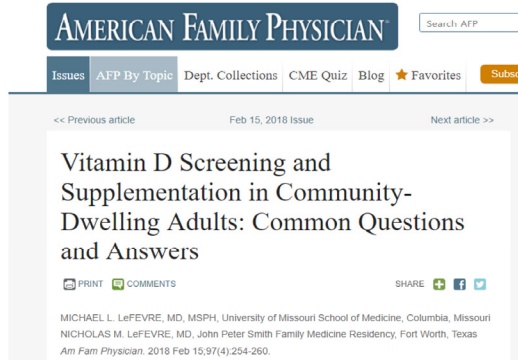 AMERICAN FAMILY PHYSICIAN
Search AFP
Issues AFP By Topic Dept. Collections CME Quiz Blog Favorites Subsc
<< Previous article Feb 15, 2018 Issue Next article >>
Vitamin D Screening and
Supplementation in Community-
Dwelling Adults: Common Questions
and Answers
PRINT COMMENTS SHARE
MICHAEL L. LeFEVRE, MD, MSPH, University of Missouri School of Medicine, Columbia, Missouri
NICHOLAS M. LeFEVRE, MD, John Peter Smith Family Medicine Residency, Fort Worth, Texas
Am Fam Physician. 2018 Feb 15;97(4):254-260.